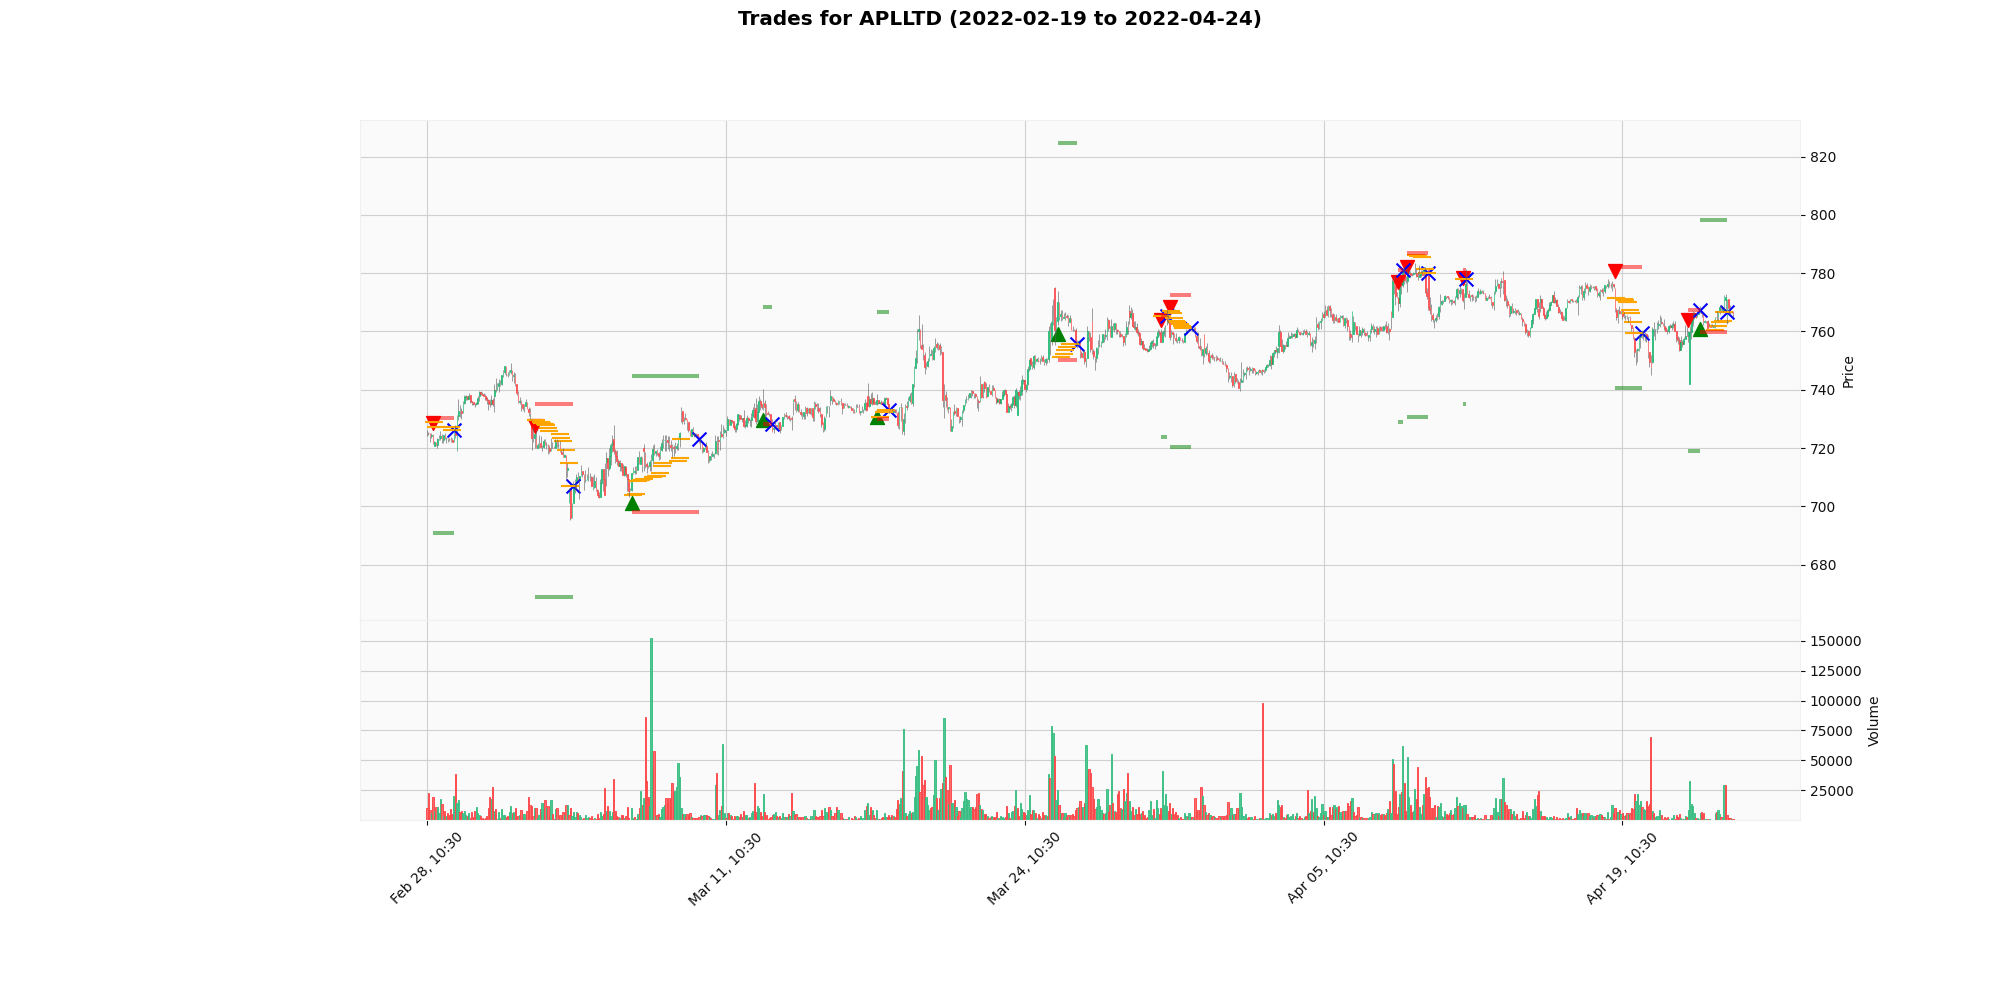 Trades for APLLTD (2022-02-19 to 2022-04-24)
820
800
780
760
740
720
700
680
Price
150000
125000
100000
75000
50000
25000
Volume
Feb 28, 10:30
Mar 11, 10:30
Mar 24, 10:30
Apr 05, 10:30
Apr 19, 10:30